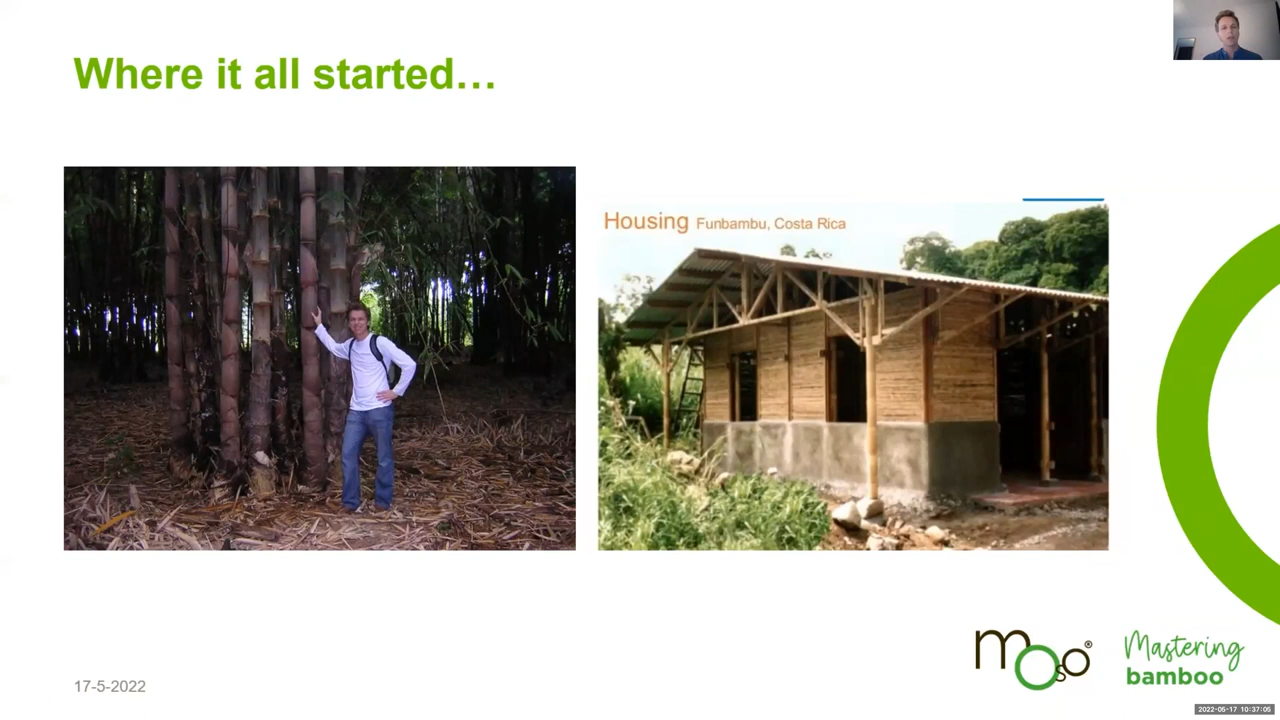 Where it all started…
Housing Funbambu, Costa Rica
moso®
Mastering
bamboo
17-5-2022
2022-05-17 10:37:05